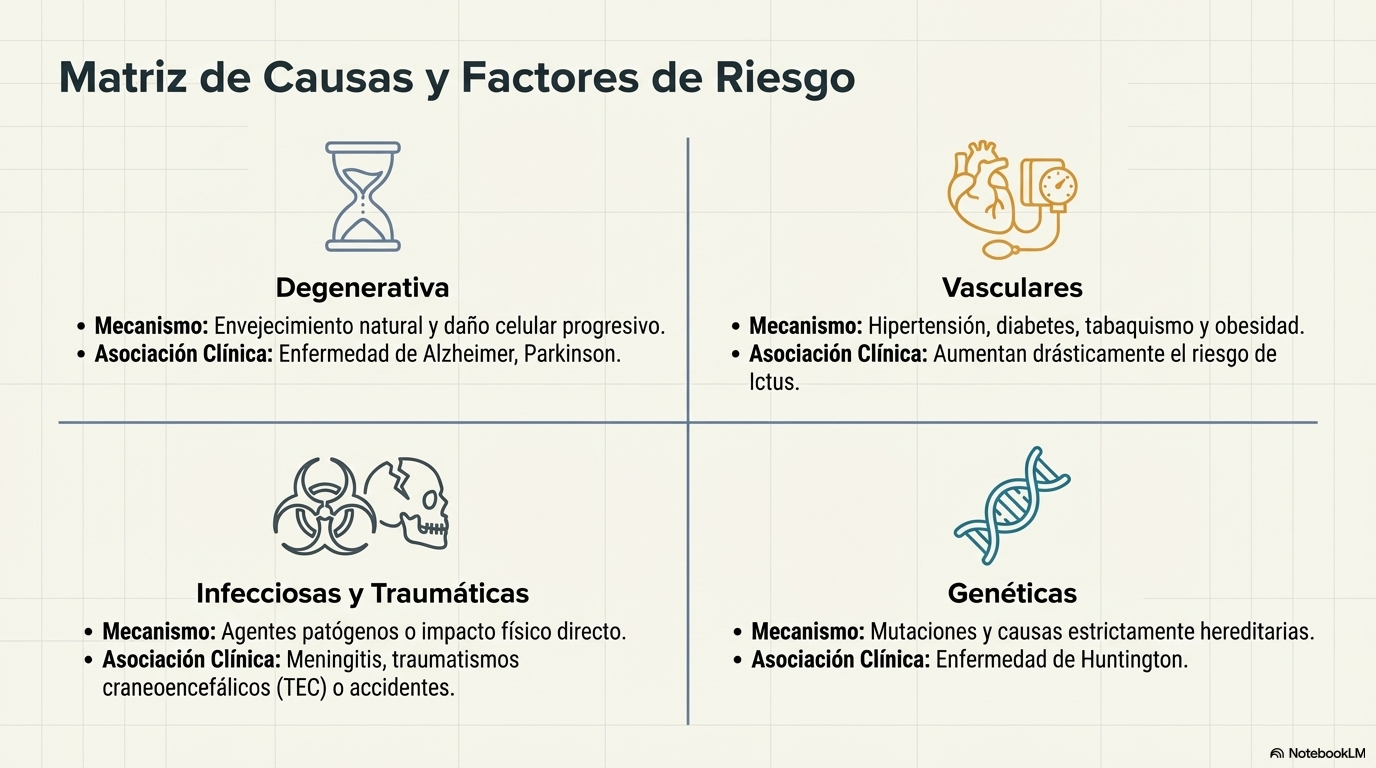 Matriz de Causas y Factores de Riesgo
Degenerativa
• Mecanismo: Envejecimiento natural y daño celular progresivo.
• Asociación Clínica: Enfermedad de Alzheimer, Parkinson.
Vasculares
• Mecanismo: Hipertensión, diabetes, tabaquismo y obesidad.
• Asociación Clínica: Aumentan drásticamente el riesgo de
Ictus.
Infecciosas y Traumáticas
• Mecanismo: Agentes patógenos o impacto físico directo.
• Asociación Clínica: Meningitis, traumatismos
craneoencefálicos (TEC) o accidentes.
Genéticas
• Mecanismo: Mutaciones y causas estrictamente hereditarias.
• Asociación Clínica: Enfermedad de Huntington.
NotebookLM